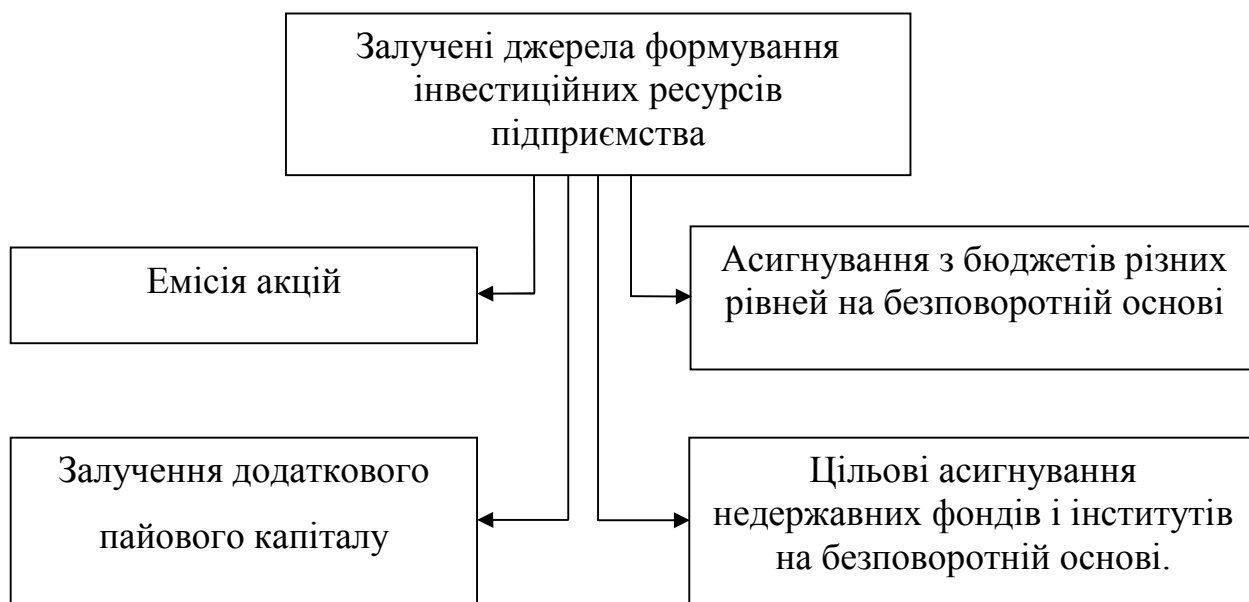 Залучені джерела формування
інвестиційних ресурсів
підприємства
Емісія акцій
Асигнування з бюджетів різних
рівней на безповоротній основі
Залучення додаткового
пайового капіталу
Цільові асигнування
недержавних фондів і інститутів
на безповоротній основі.